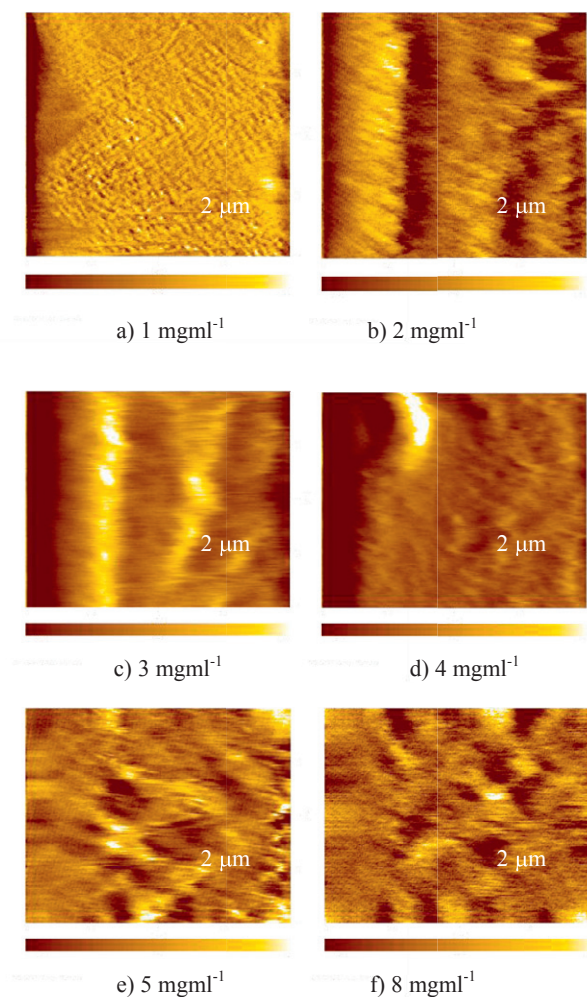 2 μm
2 μm
a) 1 mgml⁻¹
b) 2 mgml⁻¹
2 μm
2 μm
c) 3 mgml⁻¹
d) 4 mgml⁻¹
2 μm
2 μm
e) 5 mgml⁻¹
f) 8 mgml⁻¹